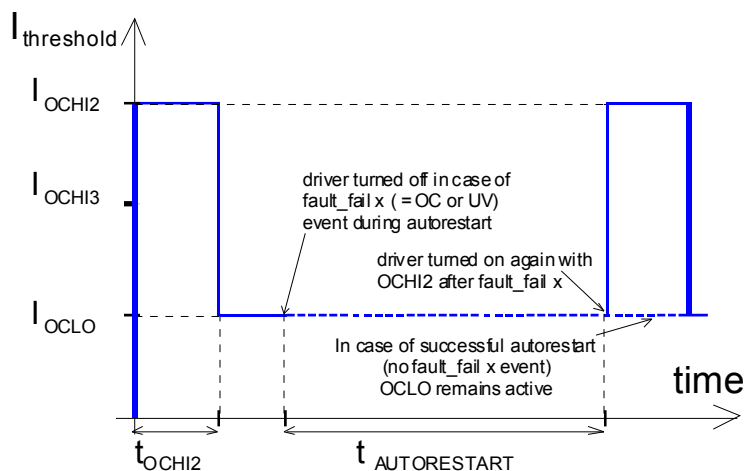 I threshold
I OCHI2
I OCHI3
driver turned off in case of
fault_fail x ( = OC or UV)
event during autorestart
driver turned on again with
OCHI2 after fault_fail x
I OCLO
In case of successful autorestart
(no fault_fail x event)
OCLO remains active
time
t OCHI2
t AUTORESTART